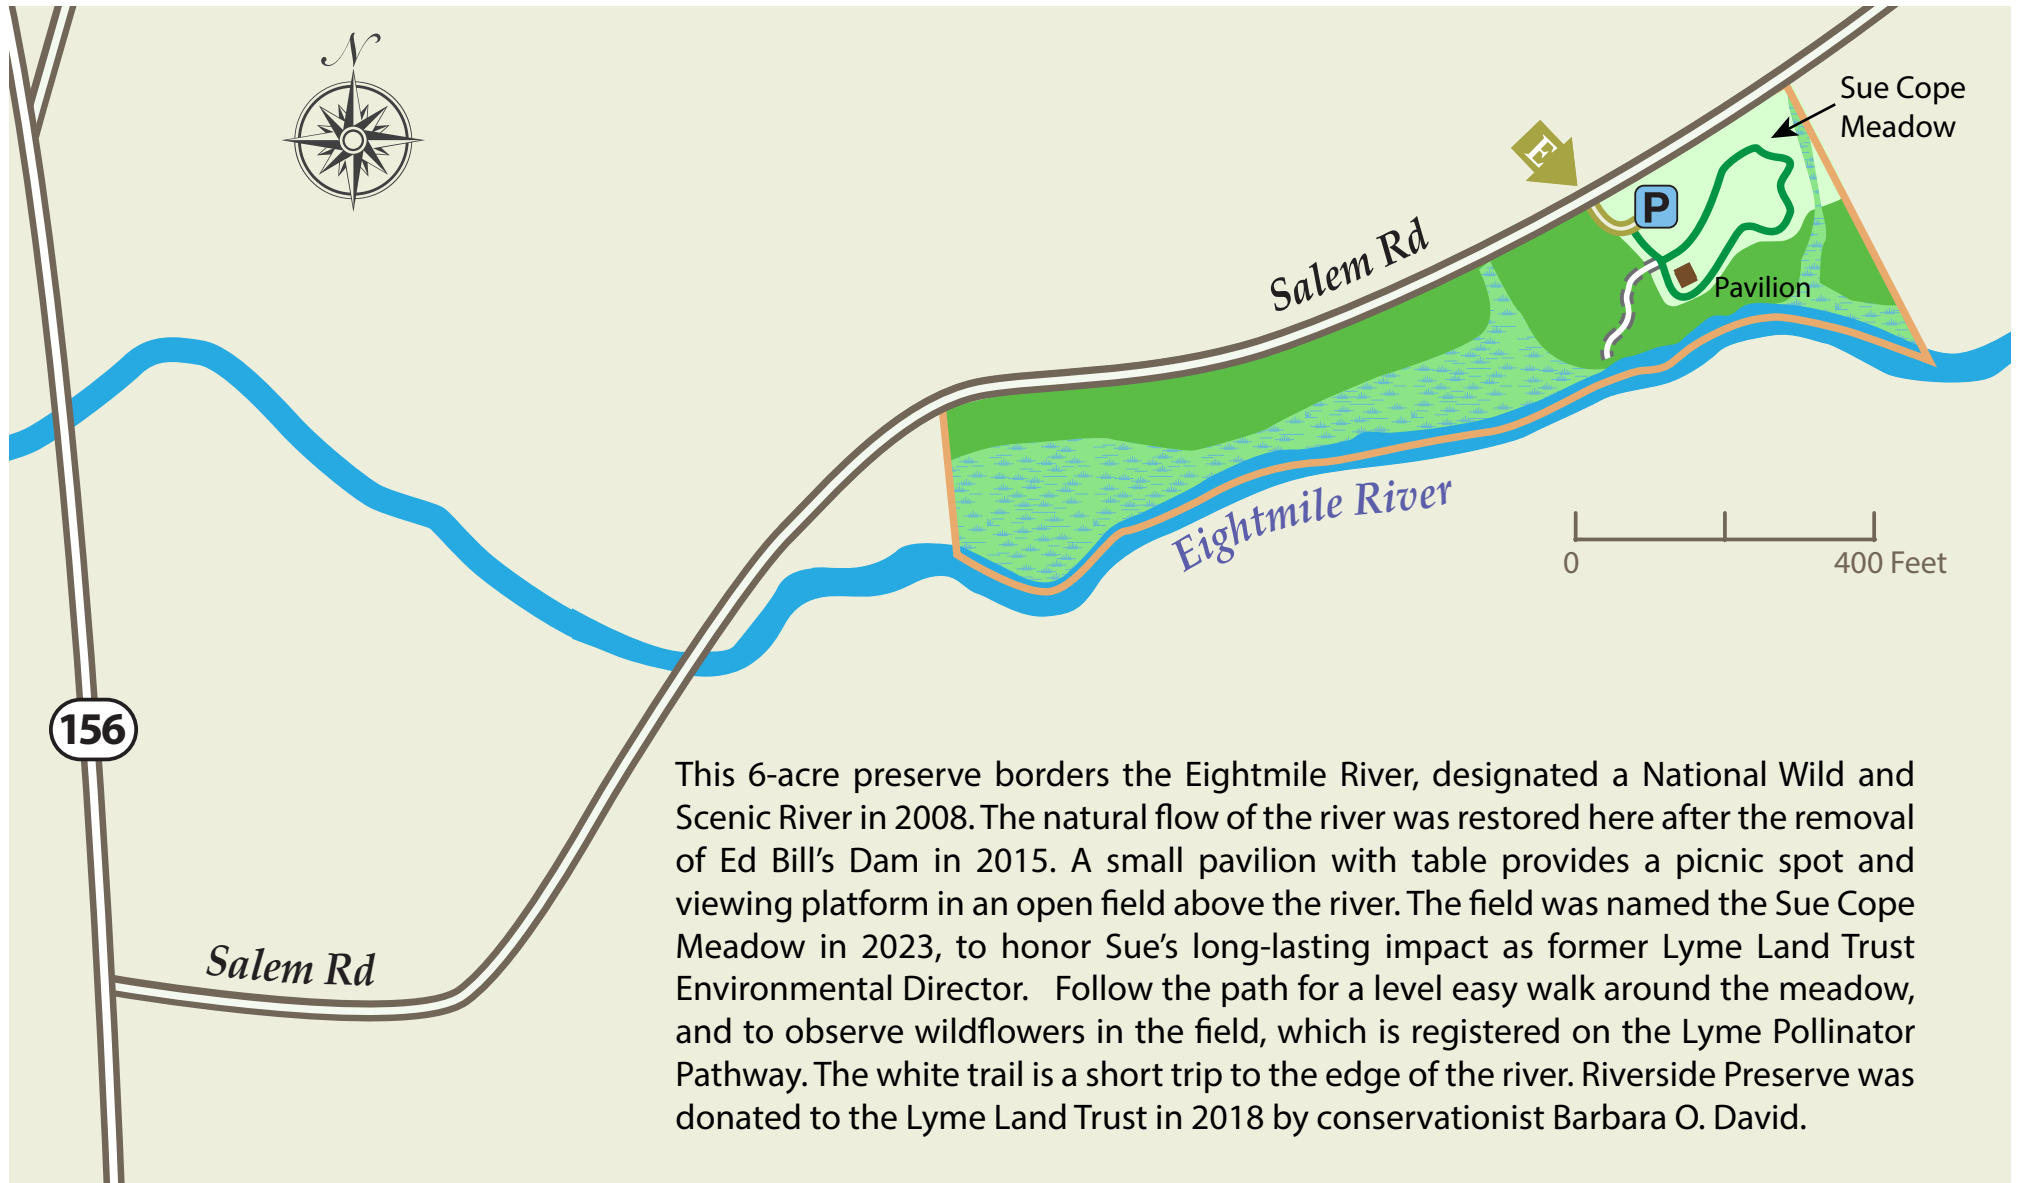 N
Sue Cope
Meadow
E
P
Salem Rd
Pavilion
Eightmile River
0
400 Feet
156
Salem Rd
This 6-acre preserve borders the Eightmile River, designated a National Wild and
Scenic River in 2008. The natural flow of the river was restored here after the removal
of Ed Bill’s Dam in 2015. A small pavilion with table provides a picnic spot and
viewing platform in an open field above the river. The field was named the Sue Cope
Meadow in 2023, to honor Sue’s long-lasting impact as former Lyme Land Trust
Environmental Director. Follow the path for a level easy walk around the meadow,
and to observe wildflowers in the field, which is registered on the Lyme Pollinator
Pathway. The white trail is a short trip to the edge of the river. Riverside Preserve was
donated to the Lyme Land Trust in 2018 by conservationist Barbara O. David.